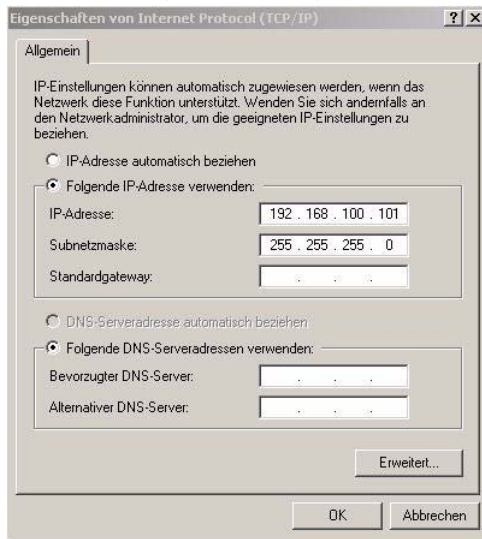 Eigenschaften von Internet Protocol (TCP/IP)
Allgemein
IP-Einstellungen können automatisch zugewiesen werden, wenn das
Netzwerk diese Funktion unterstützt. Wenden Sie sich andernfalls an
den Netzwerkadministrator, um die geeigneten IP-Einstellungen zu
beziehen.
IP-Adresse automatisch beziehen
Folgende IP-Adresse verwenden:
IP-Adresse: 192 . 168 . 100 . 101
Subnetzmaske: 255 . 255 . 255 . 0
Standardgateway: . . .
DNS-Serveradresse automatisch beziehen
Folgende DNS-Serveradressen verwenden:
Bevorzugter DNS-Server: . . .
Alternativer DNS-Server: . . .
Erweitert...
OK Abbrechen